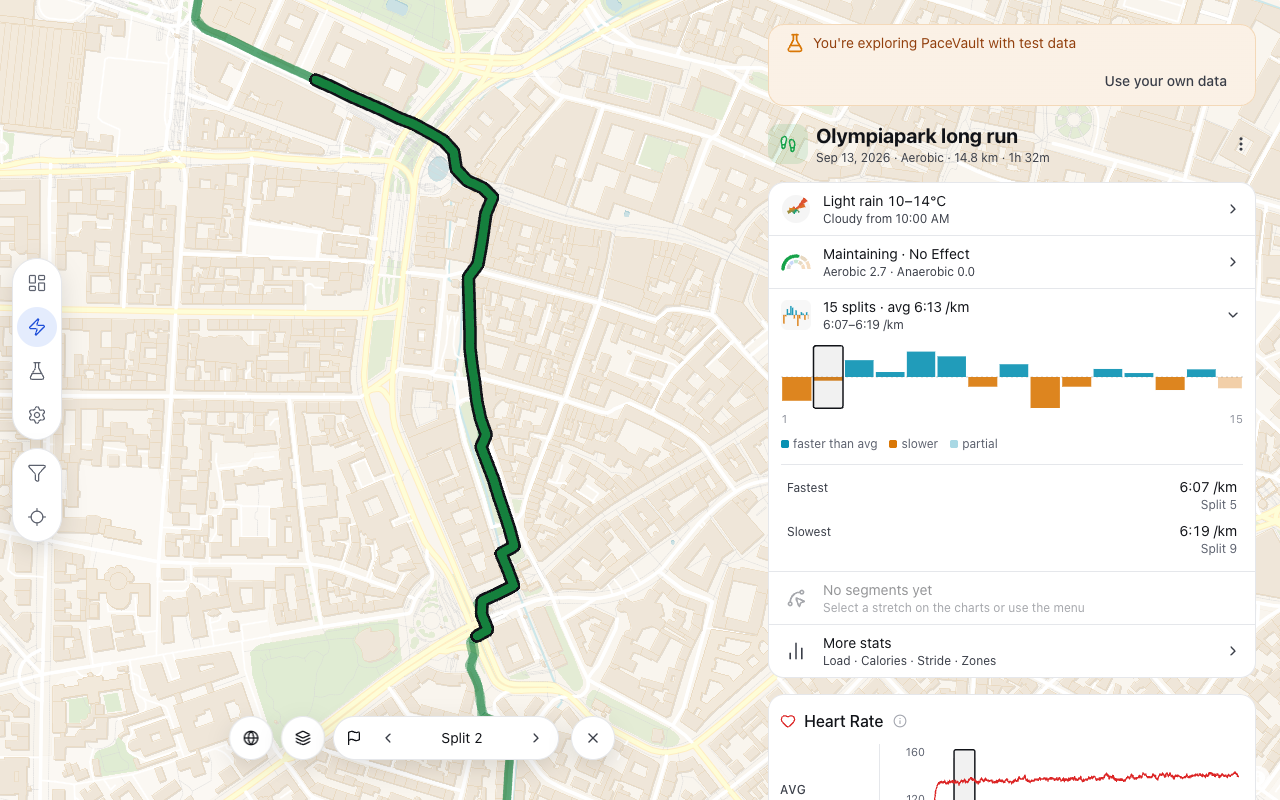 You're exploring PaceVault with test data
Use your own data
Olympiapark long run
Sep 13, 2026 · Aerobic · 14.8 km · 1h 32m
Light rain 10–14°C
Cloudy from 10:00 AM
Maintaining · No Effect
Aerobic 2.7 · Anaerobic 0.0
15 splits · avg 6:13 /km
6:07–6:19 /km
1
15
faster than avg
slower
partial
Fastest
6:07 /km
Split 5
Slowest
6:19 /km
Split 9
No segments yet
Select a stretch on the charts or use the menu
More stats
Load · Calories · Stride · Zones
Heart Rate
160
AVG
120
Split 2